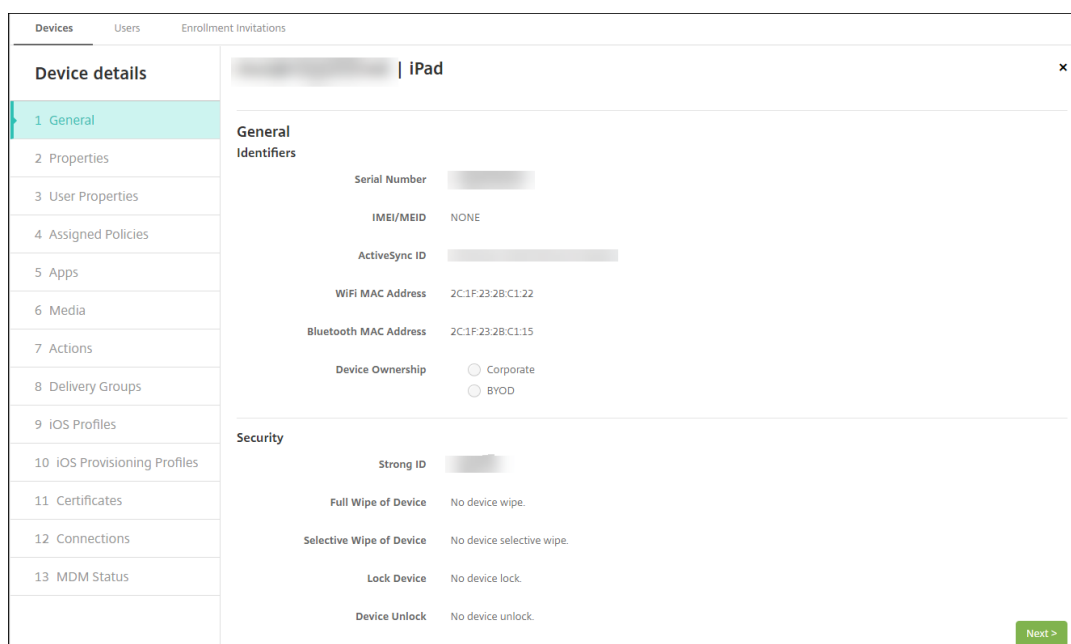 Devices Users Enrollment Invitations
Device details
1 General
2 Properties
3 User Properties
4 Assigned Policies
5 Apps
6 Media
7 Actions
8 Delivery Groups
9 iOS Profiles
10 iOS Provisioning Profiles
11 Certificates
12 Connections
13 MDM Status
| iPad
×
General
Identifiers
Serial Number
IMEI/MEID NONE
ActiveSync ID
WiFi MAC Address 2C:1F:23:2B:C1:22
Bluetooth MAC Address 2C:1F:23:2B:C1:15
Device Ownership Corporate
BYOD
Security
Strong ID
Full Wipe of Device No device wipe.
Selective Wipe of Device No device selective wipe.
Lock Device No device lock.
Device Unlock No device unlock.
Next >